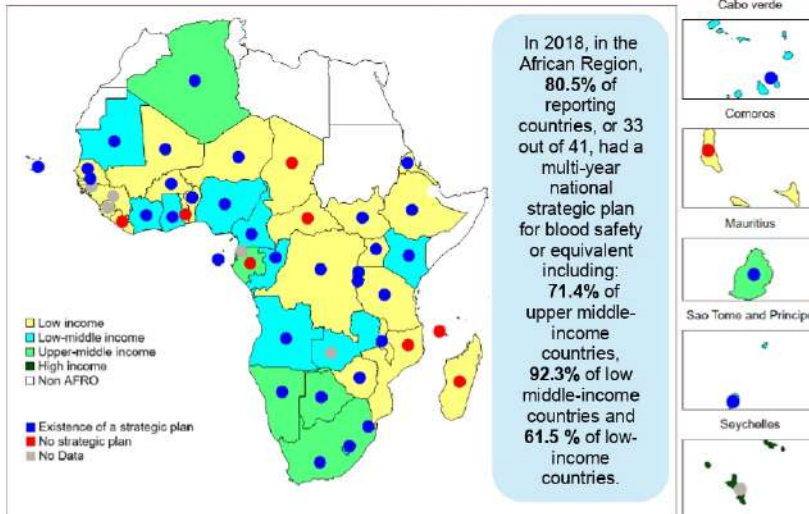 In 2018, in the
African Region,
80.5% of
reporting
countries, or 33
out of 41, had a
multi-year
national
strategic plan
for blood safety
or equivalent
including:
71.4% of
upper middle-
income
countries,
92.3% of low
middle-income
countries and
61.5 % of low-
income
countries.
Low income
Low-middle income
Upper-middle income
High income
Non AFRO
Existence of a strategic plan
No strategic plan
No Data
Cabo verde
Comoros
Mauritius
Sao Tome and Principe
Seychelles